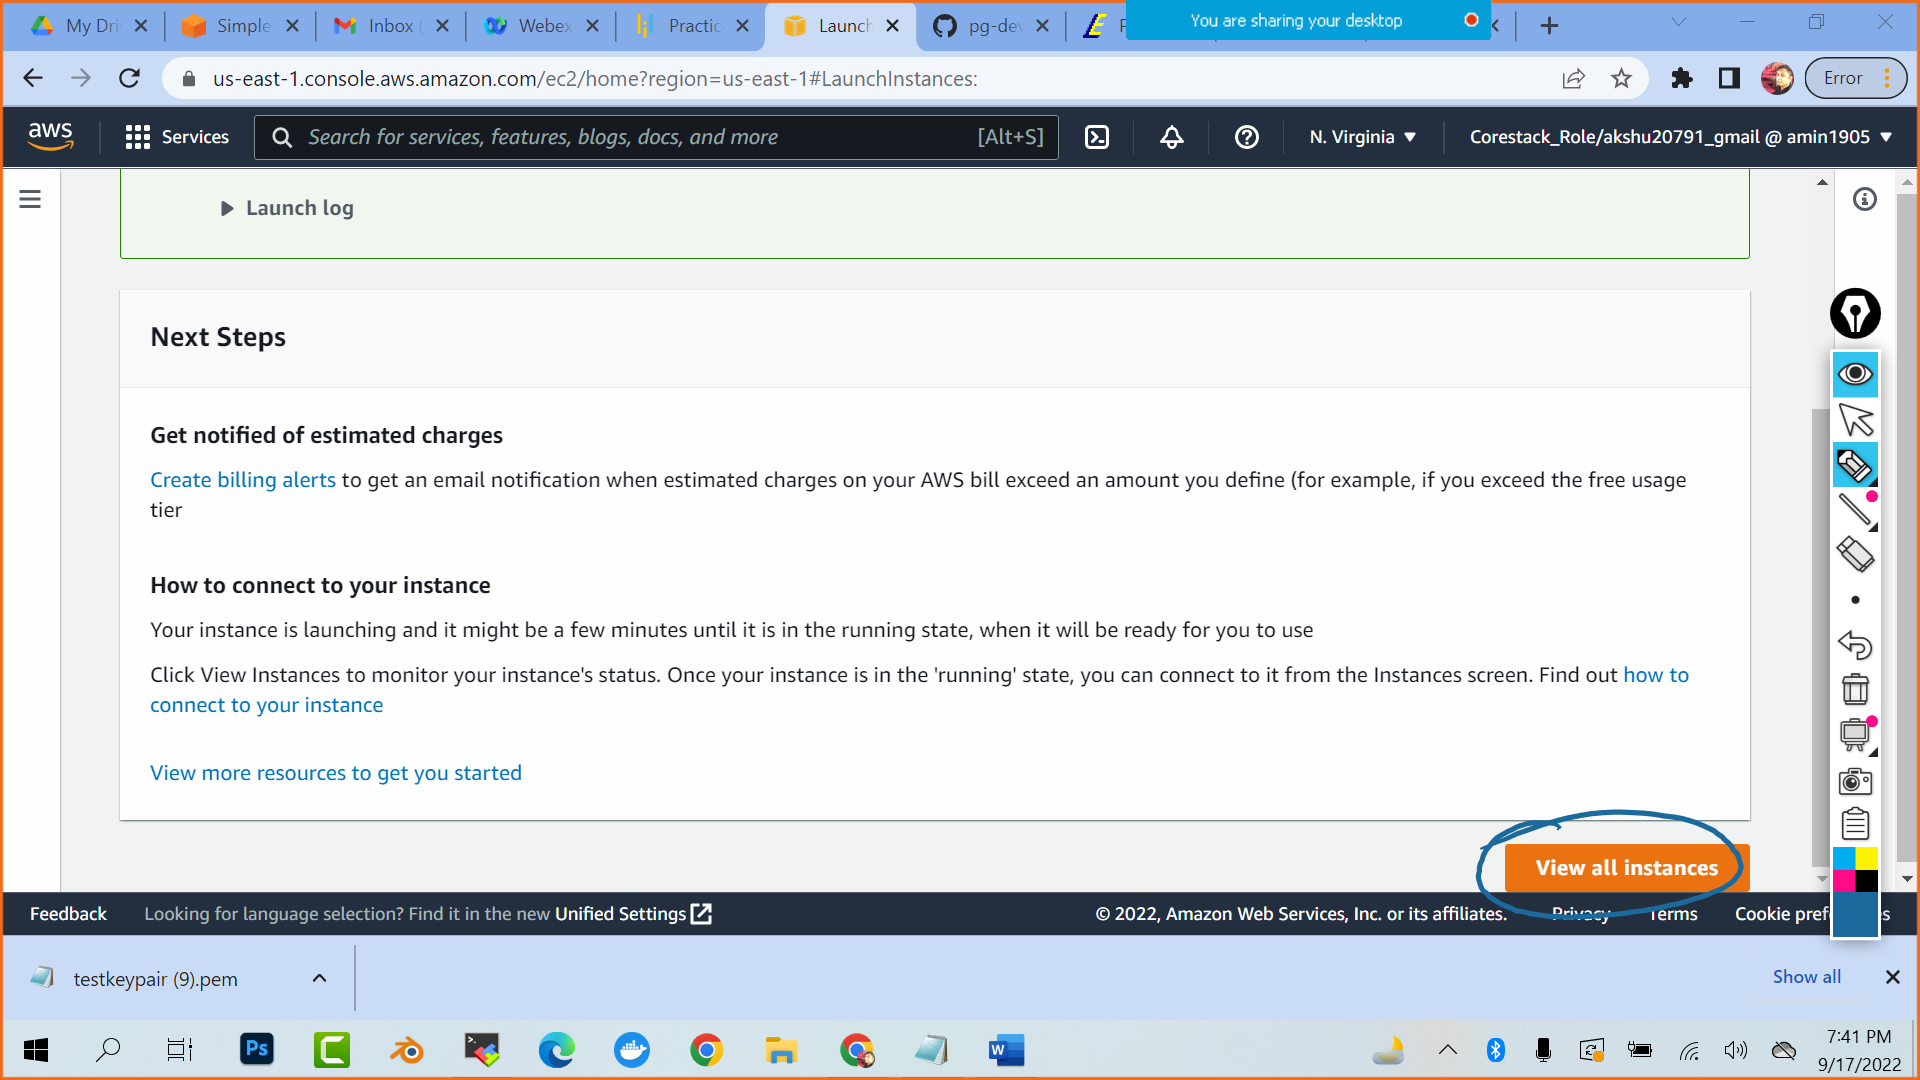 My Dri
Simple
Inbox (
Webex
Practic
Launch
pg-dev
You are sharing your desktop
us-east-1.console.aws.amazon.com/ec2/home?region=us-east-1#LaunchInstances:
Error
aws
Services
Search for services, features, blogs, docs, and more
[Alt+S]
N. Virginia
Corestack_Role/akshu20791_gmail @ amin1905
Launch log
Next Steps
Get notified of estimated charges
Create billing alerts to get an email notification when estimated charges on your AWS bill exceed an amount you define (for example, if you exceed the free usage
tier
How to connect to your instance
Your instance is launching and it might be a few minutes until it is in the running state, when it will be ready for you to use
Click View Instances to monitor your instance's status. Once your instance is in the 'running' state, you can connect to it from the Instances screen. Find out how to
connect to your instance
View more resources to get you started
View all instances
Feedback
Looking for language selection? Find it in the new Unified Settings
© 2022, Amazon Web Services, Inc. or its affiliates.
Privacy
Terms
Cookie pref
s
testkeypair (9).pem
Show all
Ps
W
7:41 PM
9/17/2022